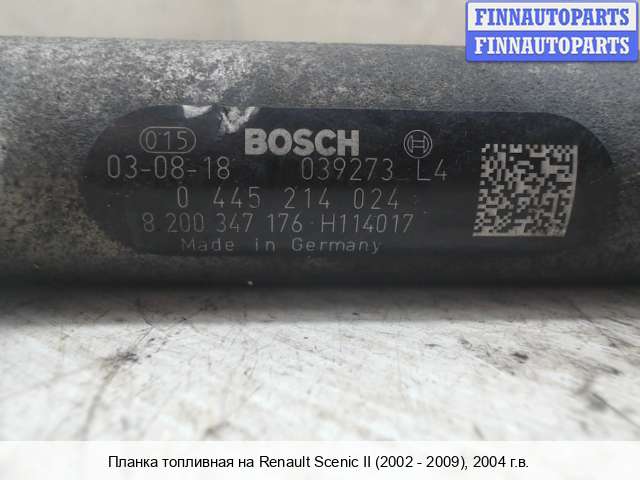 FINNAUTOPARTS
FINNAUTOPARTS
015 BOSCH
03-08-18 039273 L4
0 445 214 024
8 200 347 176 H114017
Made in Germany
Планка топливная на Renault Scenic II (2002 - 2009), 2004 г.в.